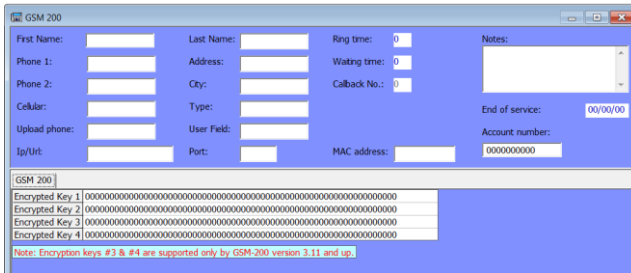 GSM 200
First Name: Last Name: Ring time: 0 Notes:
Phone 1: Address: Waiting time: 0
Phone 2: City: Callback No.: 0
Cellular: Type: End of service: 00/00/00
Upload phone: User Field: Account number:
Ip/Url: Port: MAC address: 0000000000
GSM 200
Encrypted Key 1 0000000000000000000000000000000000000000000000000000000000000000
Encrypted Key 2 0000000000000000000000000000000000000000000000000000000000000000
Encrypted Key 3 0000000000000000000000000000000000000000000000000000000000000000
Encrypted Key 4 0000000000000000000000000000000000000000000000000000000000000000
Note: Encryption keys #3 & #4 are supported only by GSM-200 version 3.11 and up.